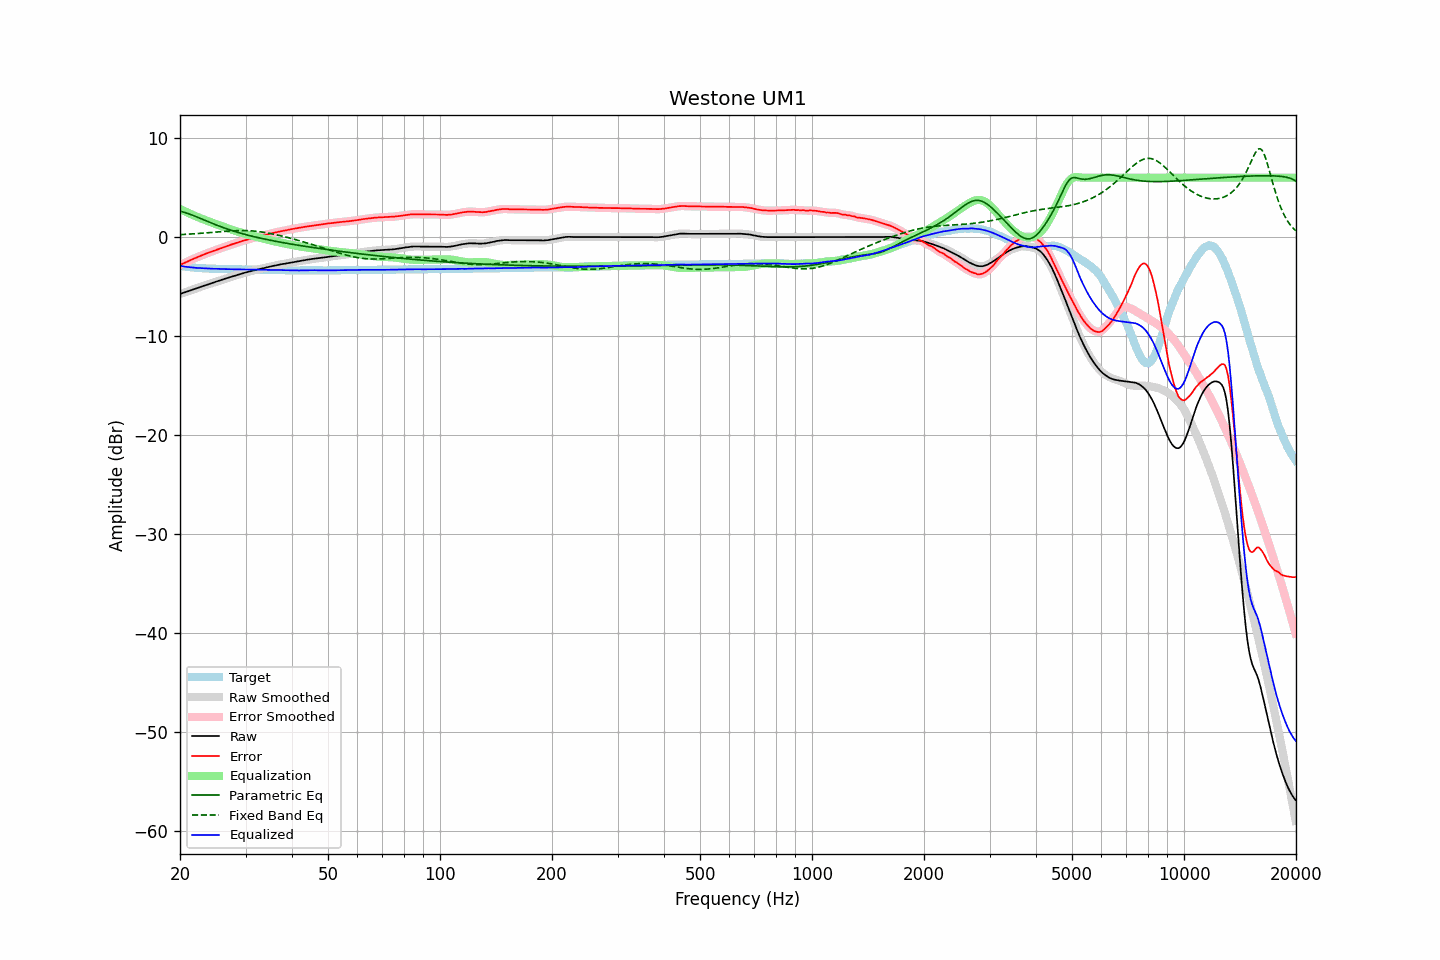 Westone UM1
Amplitude (dBr)
10
0
−10
−20
−30
−40
−50
−60
Target
Raw Smoothed
Error Smoothed
Raw
Error
Equalization
Parametric Eq
Fixed Band Eq
Equalized
20 50 100 200 500 1000 2000 5000 10000 20000
Frequency (Hz)